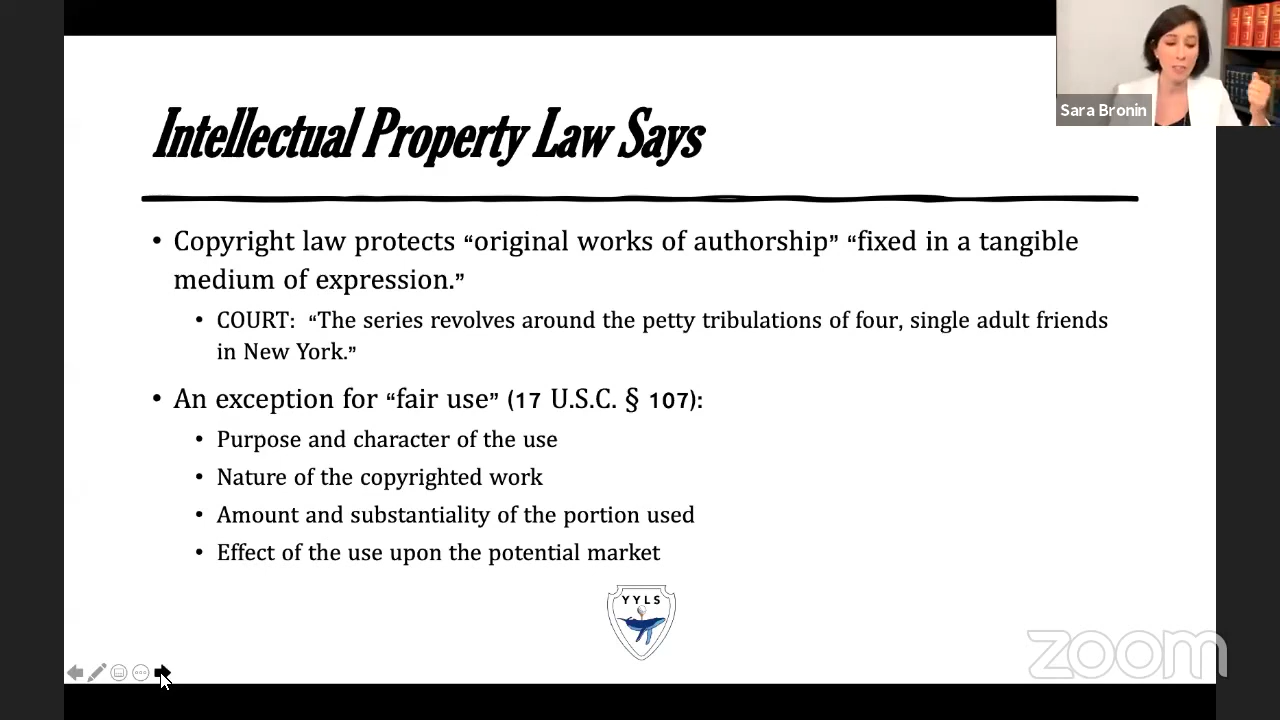 Sara Bronin
Intellectual Property Law Says
• Copyright law protects “original works of authorship” “fixed in a tangible
medium of expression.”
• COURT: “The series revolves around the petty tribulations of four, single adult friends
in New York.”
• An exception for “fair use” (17 U.S.C. § 107):
• Purpose and character of the use
• Nature of the copyrighted work
• Amount and substantiality of the portion used
• Effect of the use upon the potential market
YYLS
zoom